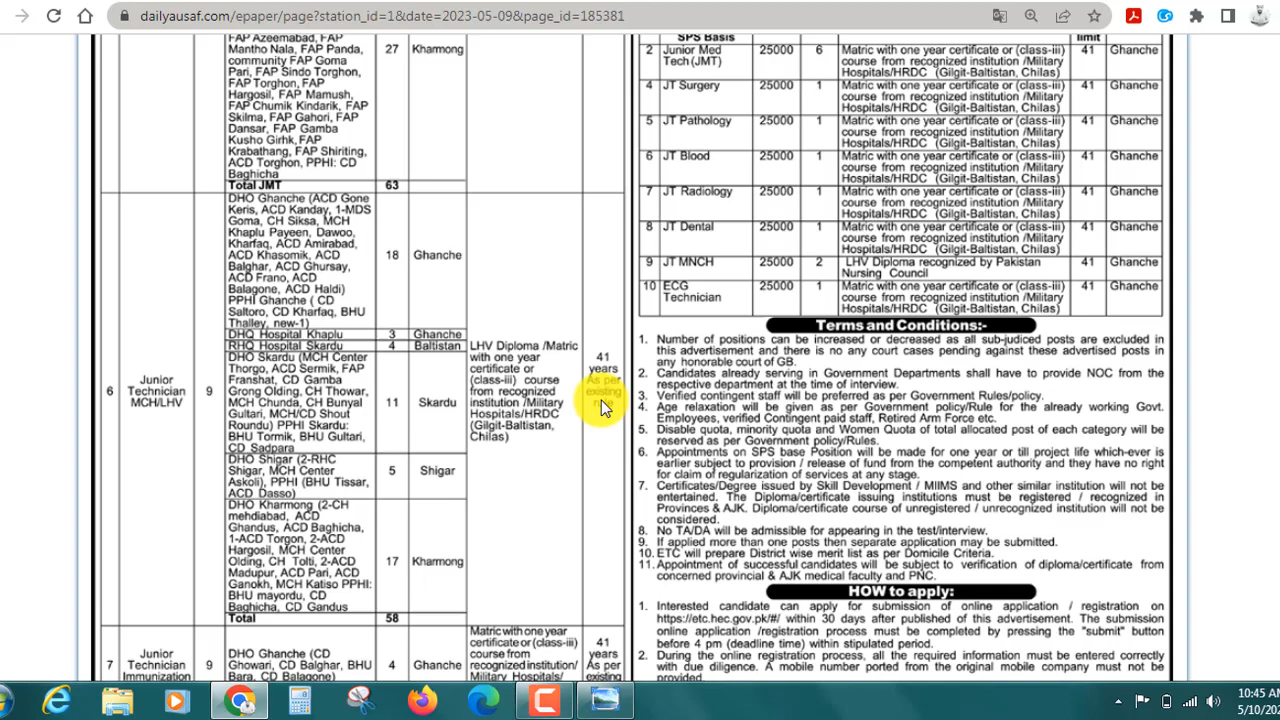 dailyausaf.com/epaper/page?station_id=1&date=2023-05-09&page_id=185381
FAP Azeemabad, FAP
Mantho Nala, FAP Panda,
community FAP Goma
Pari, FAP Sindo Torghon,
FAP Torghon, FAP
Hargosil, FAP Mamush,
FAP Chumik Kindarik, FAP
Skilma, FAP Gahori, FAP
Dansar, FAP Gamba
Kusho Girhk, FAP
Krabathang, FAP Shiriting,
ACD Torghon, PPHI: CD
Baghicha
27 Kharmong
Total JMT 63
6 Junior
Technician
MCH/LHV
9
DHO Ghanche (ACD Gone
Keris, ACD Kanday, 1-MDS
Goma, CH Siksa, MCH
Khaplu Payeen, Dawoo,
Kharfaq, ACD Amirabad,
ACD Khasomik, ACD
Balghar, ACD Ghursay,
ACD Frano, ACD
Balagone, ACD Haldi)
PPHI Ghanche ( CD
Saltoro, CD Kharfaq, BHU
Thalley, new-1)
18 Ghanche
DHQ Hospital Khaplu 3 Ghanche
RHQ Hospital Skardu 4 Baltistan
DHO Skardu (MCH Center
Thorgo, ACD Sermik, FAP
Franshat, CD Gamba
Grong Olding, CH Thowar,
MCH Chunda, CH Bunyal
Gultari, MCH/CD Shout
Roundu) PPHI Skardu:
BHU Tormik, BHU Gultari,
CD Sadpara
11 Skardu
DHO Shigar (2-RHC
Shigar, MCH Center
Askoli), PPHI (BHU Tissar,
ACD Dasso)
5 Shigar
DHO Kharmong (2-CH
mehdiabad, ACD
Ghandus, ACD Baghicha,
1-ACD Torgon, 2-ACD
Hargosil, MCH Center
Olding, CH Tolti, 2-ACD
Madupur, ACD Pari, ACD
Ganokh, MCH Katiso PPHI:
BHU mayordu, CD
Baghicha, CD Gandus
17 Kharmong
Total 58
LHV Diploma /Matric
with one year
certificate or
(class-iii) course
from recognized
institution /Military
Hospitals/HRDC
(Gilgit-Baltistan,
Chilas)
41
years
As per
existing
7 Junior
Technician
Immunization
9
DHO Ghanche (CD
Ghowari, CD Balghar, BHU
Bara, CD Balagone)
4 Ghanche
Matric with one year
certificate or (class-iii)
course from
recognized institution/
Military Hospitals/
41
years
As per
existing
SPS Basis limit
2 Junior Med
Tech (JMT)
25000 6
Matric with one year certificate or (class-iii)
course from recognized institution /Military
Hospitals/HRDC (Gilgit-Baltistan, Chilas)
41 Ghanche
4 JT Surgery 25000 1
Matric with one year certificate or (class-iii)
course from recognized institution /Military
Hospitals/HRDC (Gilgit-Baltistan, Chilas)
41 Ghanche
5 JT Pathology 25000 1
Matric with one year certificate or (class-iii)
course from recognized institution /Military
Hospitals/HRDC (Gilgit-Baltistan, Chilas)
41 Ghanche
6 JT Blood 25000 1
Matric with one year certificate or (class-iii)
course from recognized institution /Military
Hospitals/HRDC (Gilgit-Baltistan, Chilas)
41 Ghanche
7 JT Radiology 25000 1
Matric with one year certificate or (class-iii)
course from recognized institution /Military
Hospitals/HRDC (Gilgit-Baltistan, Chilas)
41 Ghanche
8 JT Dental 25000 1
Matric with one year certificate or (class-iii)
course from recognized institution /Military
Hospitals/HRDC (Gilgit-Baltistan, Chilas)
41 Ghanche
9 JT MNCH 25000 2
LHV Diploma recognized by Pakistan
Nursing Council
41 Ghanche
10 ECG
Technician
25000 1
Matric with one year certificate or (class-iii)
course from recognized institution /Military
Hospitals/HRDC (Gilgit-Baltistan, Chilas)
41 Ghanche
Terms and Conditions:-
1. Number of positions can be increased or decreased as all sub-judiced posts are excluded in
this advertisement and there is no any court cases pending against these advertised posts in
any honorable court of GB.
2. Candidates already serving in Government Departments shall have to provide NOC from the
respective department at the time of interview.
3. Verified contingent staff will be preferred as per Government Rules/policy.
4. Age relaxation will be given as per Government policy/Rule for the already working Govt.
Employees, verified Contingent paid staff, Retired Arm Force etc.
5. Disable quota, minority quota and Women Quota of total allocated post of each category will be
reserved as per Government policy/Rules.
6. Appointments on SPS base Position will be made for one year or till project life which-ever is
earlier subject to provision / release of fund from the competent authority and they have no right
for claim of regularization of services at any stage.
7. Certificates/Degree issued by Skill Development / MIIMS and other similar institution will not be
entertained. The Diploma/certificate issuing institutions must be registered / recognized in
Provinces & AJK. Diploma/certificate course of unregistered / unrecognized institution will not be
considered.
8. No TA/DA will be admissible for appearing in the test/interview.
9. If applied more than one posts then separate application may be submitted.
10. ETC will prepare District wise merit list as per Domicile Criteria.
11. Appointment of successful candidates will be subject to verification of diploma/certificate from
concerned provincial & AJK medical faculty and PNC.
HOW to apply:
1. Interested candidate can apply for submission of online application / registration on
https://etc.hec.gov.pk/#/ within 30 days after published of this advertisement. The submission
online application /registration process must be completed by pressing the "submit" button
before 4 pm (deadline time) within stipulated period.
2. During the online registration process, all the required information must be entered correctly
with due diligence. A mobile number ported from the original mobile company must not be
provided.
10:45 AM
5/10/202